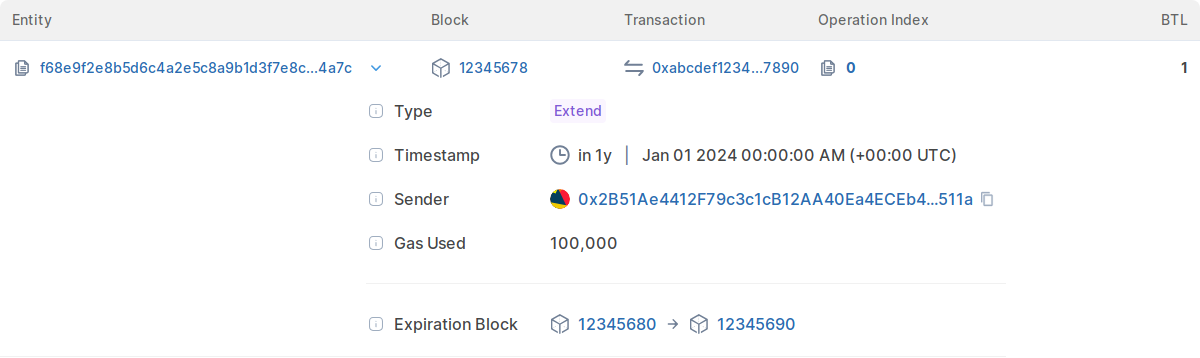 Entity Block Transaction Operation Index BTL
f68e9f2e8b5d6c4a2e5c8a9b1d3f7e8c...4a7c 12345678 0xabcdef1234...7890 0 1
Type Extend
Timestamp in 1y | Jan 01 2024 00:00:00 AM (+00:00 UTC)
Sender 0x2B51Ae4412F79c3c1cB12AA40Ea4ECEb4...511a
Gas Used 100,000
Expiration Block 12345680 → 12345690